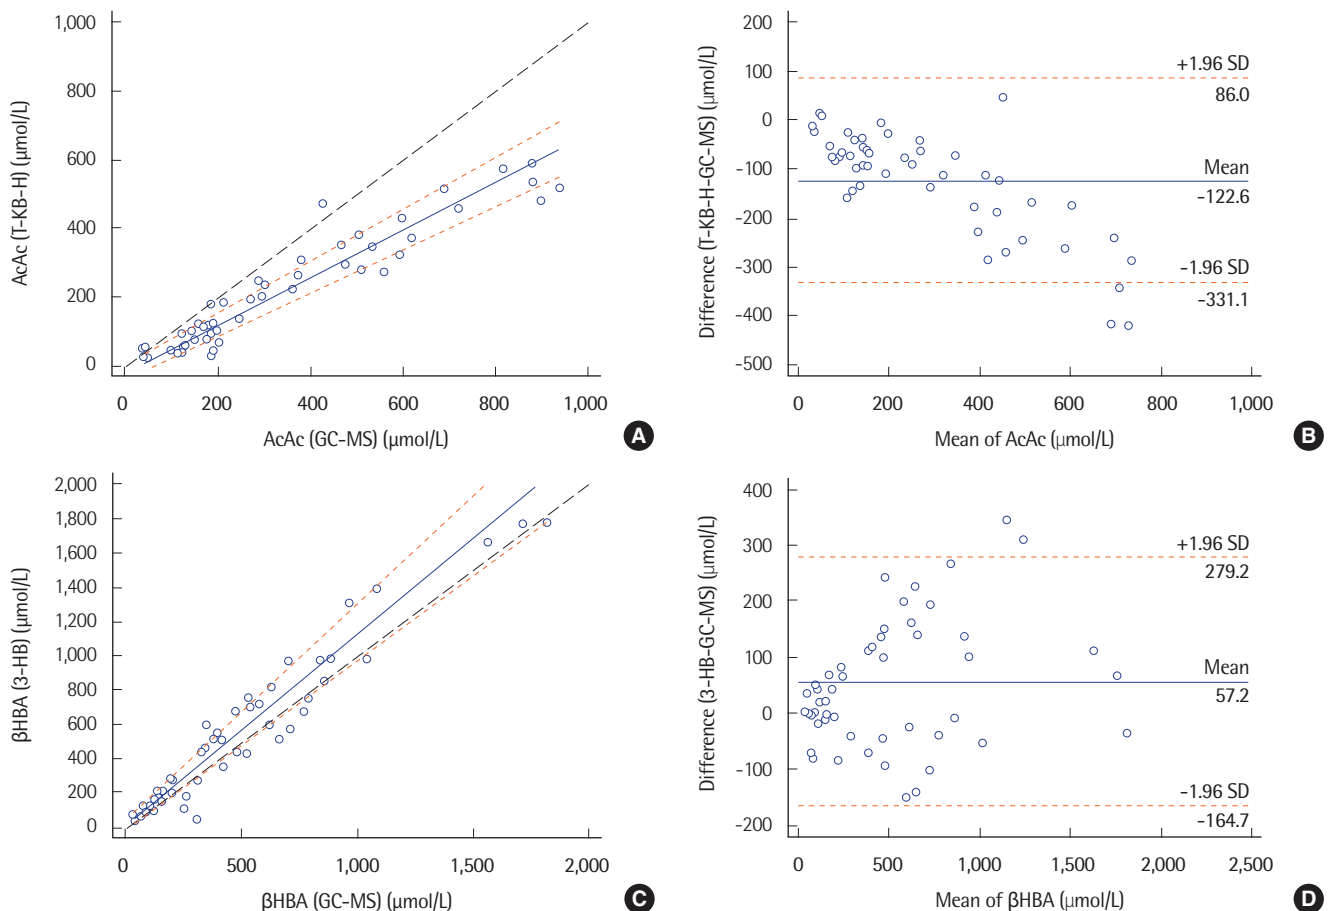 1,000
800
600
400
200
0
AcAc (T-KB-H) (μmol/L)
0 200 400 600 800 1,000
AcAc (GC-MS) (μmol/L)
A
200
100
0
-100
-200
-300
-400
-500
Difference (T-KB-H-GC-MS) (μmol/L)
+1.96 SD
86.0
Mean
-122.6
-1.96 SD
-331.1
0 200 400 600 800 1,000
Mean of AcAc (μmol/L)
B
2,000
1,800
1,600
1,400
1,200
1,000
800
600
400
200
0
βHBA (3-HB) (μmol/L)
0 500 1,000 1,500 2,000
βHBA (GC-MS) (μmol/L)
C
400
300
200
100
0
-100
-200
Difference (3-HB-GC-MS) (μmol/L)
+1.96 SD
279.2
Mean
57.2
-1.96 SD
-164.7
0 500 1,000 1,500 2,000 2,500
Mean of βHBA (μmol/L)
D